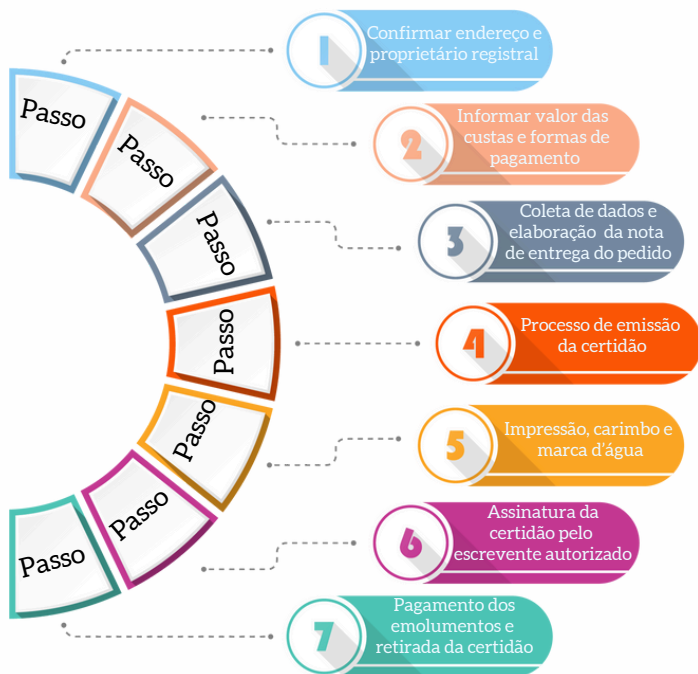 Passo
1
Confirmar endereço e
proprietário registral
Passo
2
Informar valor das
custas e formas de
pagamento
Passo
3
Coleta de dados e
elaboração da nota
de entrega do pedido
Passo
4
Processo de emissão
da certidão
Passo
5
Impressão, carimbo e
marca d'água
Passo
6
Assinatura da
certidão pelo
escrevente autorizado
Passo
7
Pagamento dos
emolumentos e
retirada da certidão